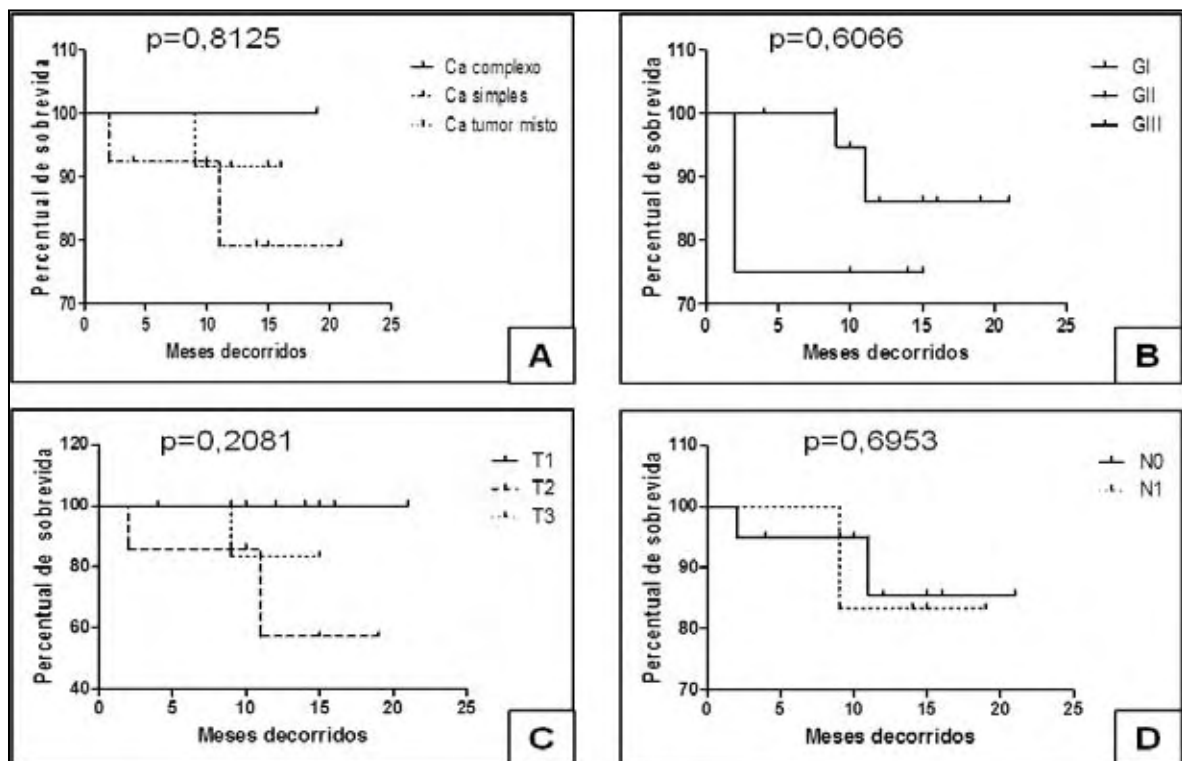 p=0,8125
Percentual de sobrevida
110
100
90
80
70
0 5 10 15 20 25
Meses decorridos
Ca complexo
Ca simples
Ca tumor misto
A
p=0,6066
Percentual de sobrevida
110
100
90
80
70
0 5 10 15 20 25
Meses decorridos
GI
GII
GIII
B
p=0,2081
Percentual de sobrevida
120
100
80
60
40
0 5 10 15 20 25
Meses decorridos
T1
T2
T3
C
p=0,6953
Percentual de sobrevida
110
100
90
80
70
0 5 10 15 20 25
Meses decorridos
N0
N1
D